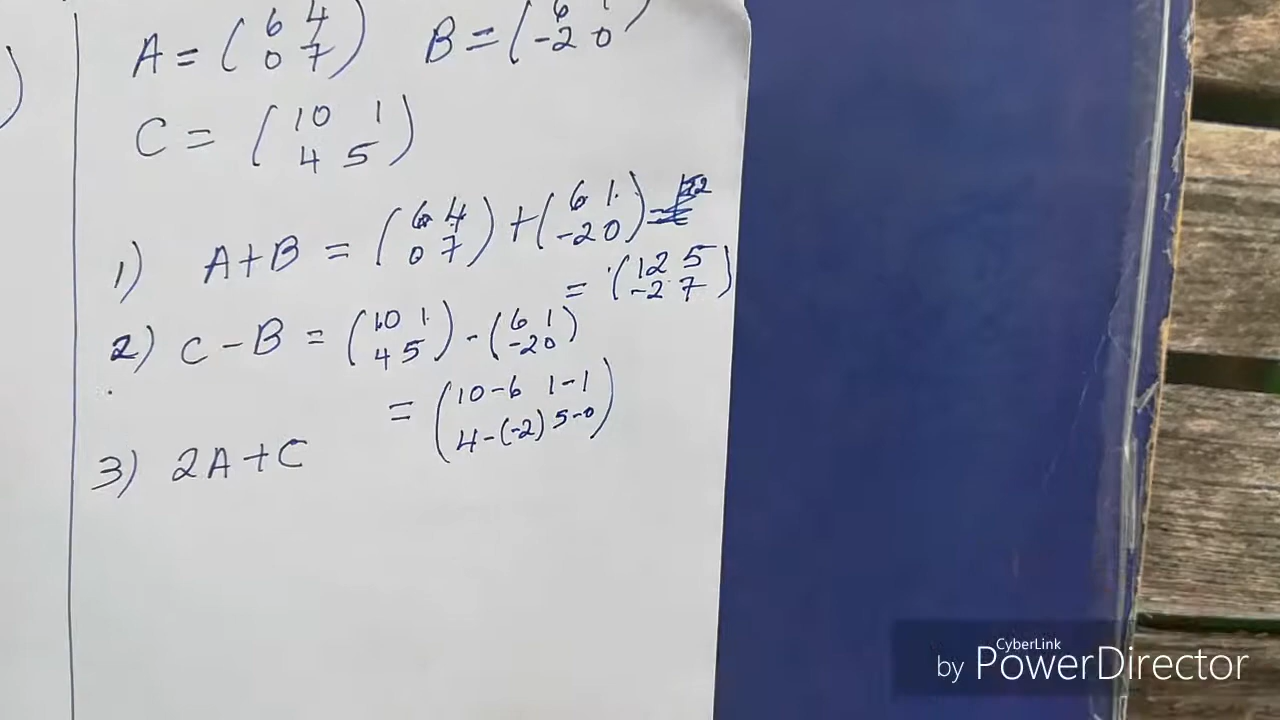 A = ( 6 4
0 7 ) B = ( 6 1
-2 0 )
C = ( 10 1
4 5 )
1) A+B = ( 6 4
0 7 ) + ( 6 1
-2 0 ) =
= ( 12 5
-2 7 )
2) C-B = ( 10 1
4 5 ) - ( 6 1
-2 0 )
= ( 10-6 1-1
4-(-2) 5-0 )
3) 2A+C
CyberLink
by PowerDirector